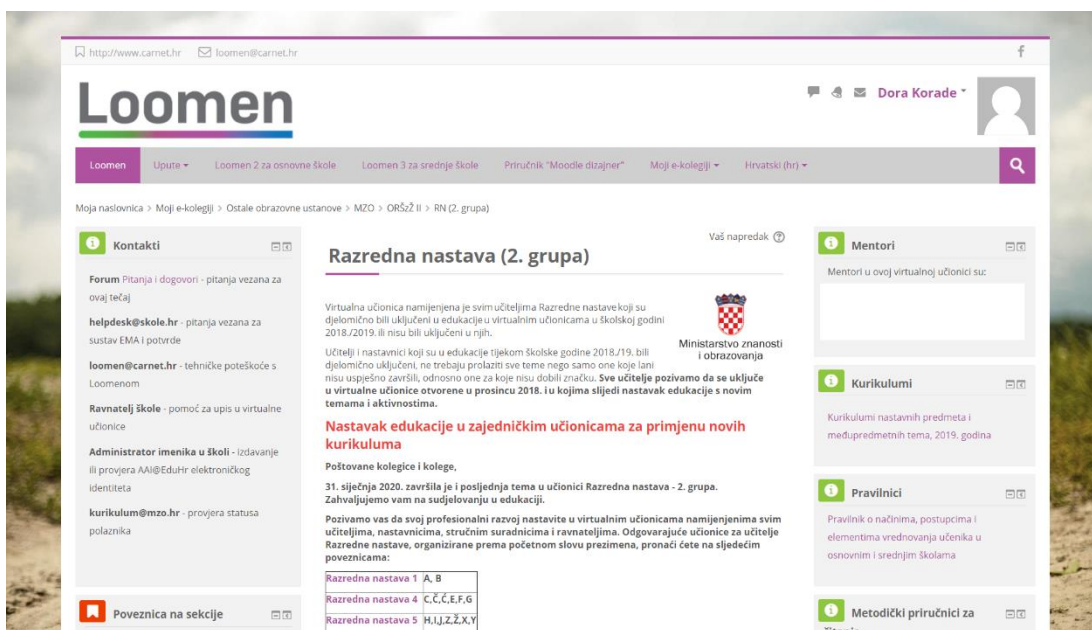 http://www.carnet.hr loomen@carnet.hr f
Loomen
Dora Korade
Loomen Upute Loomen 2 za osnovne škole Loomen 3 za srednje škole Priručnik "Moodle dizajner" Moji e-kolegiji Hrvatski (hr)
Moja naslovnica > Moji e-kolegiji > Ostale obrazovne ustanove > MZO > ORŠzŽ II > RN (2. grupa)
Kontakti
Forum Pitanja i dogovori - pitanja vezana za
ovaj tečaj
helpdesk@skole.hr - pitanja vezana za
sustav EMA i potvrde
loomen@carnet.hr - tehničke poteškoće s
Loomenom
Ravnatelj škole - pomoć za upis u virtualne
učionice
Administrator imenika u školi - izdavanje
ili provjera AAI@EduHr elektroničkog
identiteta
kurikulum@mzo.hr - provjera statusa
polaznika
Poveznica na sekcije
Vaš napredak
Razredna nastava (2. grupa)
Virtualna učionica namijenjena je svim učiteljima Razredne nastave koji su
djelomično bili uključeni u edukacije u virtualnim učionicama u školskoj godini
2018./2019. ili nisu bili uključeni u njih.
Ministarstvo znanosti
i obrazovanja
Učitelji i nastavnici koji su u edukacije tijekom školske godine 2018./19. bili
djelomično uključeni, ne trebaju prolaziti sve teme nego samo one koje lani
nisu uspješno završili, odnosno one za koje nisu dobili značku. Sve učitelje pozivamo da se uključe
u virtualne učionice otvorene u prosincu 2018. i u kojima slijedi nastavak edukacije s novim
temama i aktivnostima.
Nastavak edukacije u zajedničkim učionicama za primjenu novih
kurikuluma
Poštovane kolegice i kolege,
31. siječnja 2020. završila je i posljednja tema u učionici Razredna nastava - 2. grupa.
Zahvaljujemo vam na sudjelovanju u edukaciji.
Pozivamo vas da svoj profesionalni razvoj nastavite u virtualnim učionicama namijenjenima svim
učiteljima, nastavnicima, stručnim suradnicima i ravnateljima. Odgovarajuće učionice za učitelje
Razredne nastave, organizirane prema početnom slovu prezimena, pronaći ćete na sljedećim
poveznicama:
Razredna nastava 1 A, B
Razredna nastava 4 C,Č,Ć,E,F,G
Razredna nastava 5 H,I,J,Z,Ž,X,Y
Mentori
Mentori u ovoj virtualnoj učionici su:
Kurikulumi
Kurikulumi nastavnih predmeta i
međupredmetnih tema, 2019. godina
Pravilnici
Pravilnik o načinima, postupcima i
elementima vrednovanja učenika u
osnovnim i srednjim školama
Metodički priručnici za